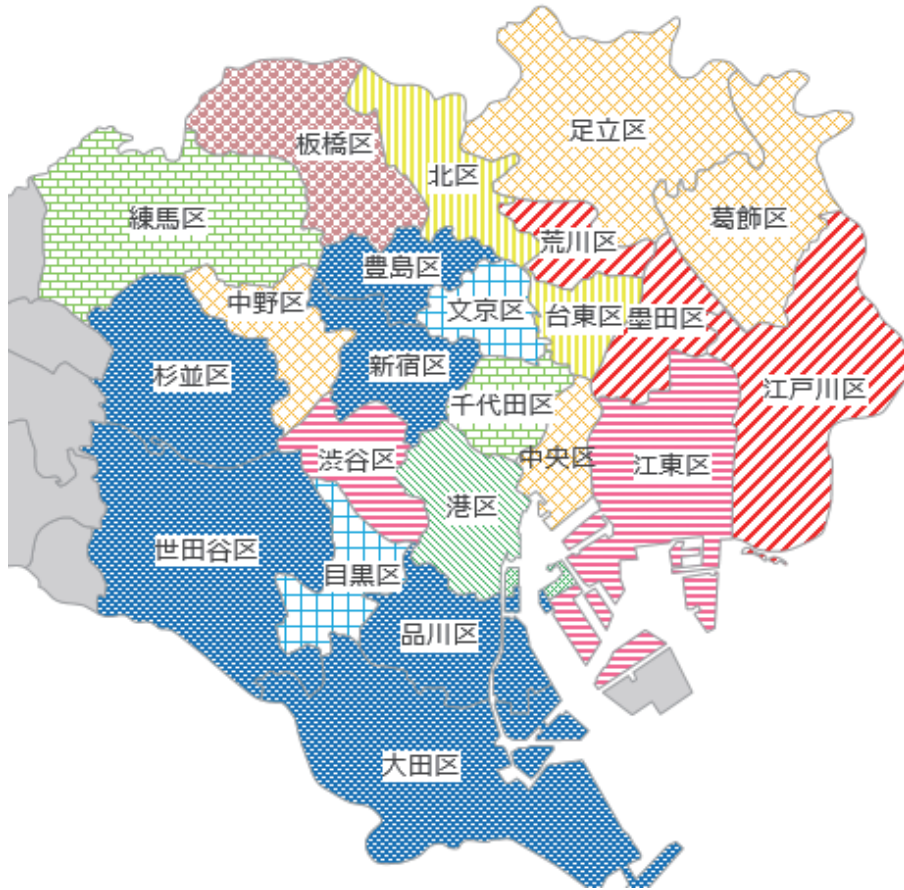 足立区
板橋区
北区
練馬区
葛飾区
荒川区
豊島区
中野区
文京区
台東区
墨田区
杉並区
新宿区
千代田区
江戸川区
渋谷区
中央区
江東区
港区
世田谷区
目黒区
品川区
大田区